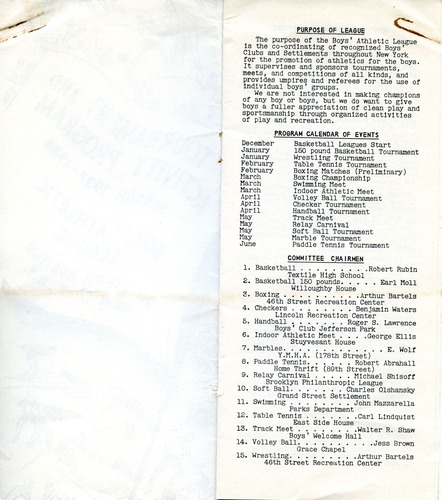 PURPOSE OF LEAGUE
The purpose of the Boys' Athletic League
is the co-ordinating of recognized Boys'
Clubs and Settlements throughout New York
for the promotion of athletics for the boys.
It supervises and sponsors tournaments,
meets, and competitions of all kinds, and
provides umpires and referees for the use of
individual boys' groups.
We are not interested in making champions
of any boy or boys, but we do want to give
boys a fuller appreciation of clean play and
sportsmanship through organized activities
of play and recreation.
PROGRAM CALENDAR OF EVENTS
December Basketball Leagues Start
January 150 pound Basketball Tournament
January Wrestling Tournament
February Table Tennis Tournament
February Boxing Matches (Preliminary)
March Boxing Championship
March Swimming Meet
March Indoor Athletic Meet
April Volley Ball Tournament
April Checker Tournament
April Handball Tournament
May Track Meet
May Relay Carnival
May Soft Ball Tournament
May Marble Tournament
June Paddle Tennis Tournament
COMMITTEE CHAIRMEN
1. Basketball . . . . . . . . . Robert Rubin
Textile High School
2. Basketball 150 pounds. . . . . Earl Moll
Willoughby House
3. Boxing . . . . . . . . . . Arthur Bartels
46th Street Recreation Center
4. Checkers . . . . . . . . Benjamin Waters
Lincoln Recreation Center
5. Handball . . . . . . . Roger S. Lawrence
Boys' Club Jefferson Park
6. Indoor Athletic Meet . . . . George Ellis
Stuyvesant House
7. Marbles. . . . . . . . . . . . . E. Wolf
Y.M.H.A. (178th Street)
8. Paddle Tennis. . . . . . Robert Abrahall
Home Thrift (89th Street)
9. Relay Carnival . . . . . Michael Shisoff
Brooklyn Philanthropic League
10. Soft Ball. . . . . . . Charles Olshansky
Grand Street Settlement
11. Swimming . . . . . . . . John Mazzarella
Parks Department
12. Table Tennis . . . . . . . Carl Lindquist
East Side House
13. Track Meet . . . . . . . . Walter R. Shaw
Boys' Welcome Hall
14. Volley Ball. . . . . . . . . . Jess Brown
Grace Chapel
15. Wrestling. . . . . . . . . Arthur Bartels
46th Street Recreation Center